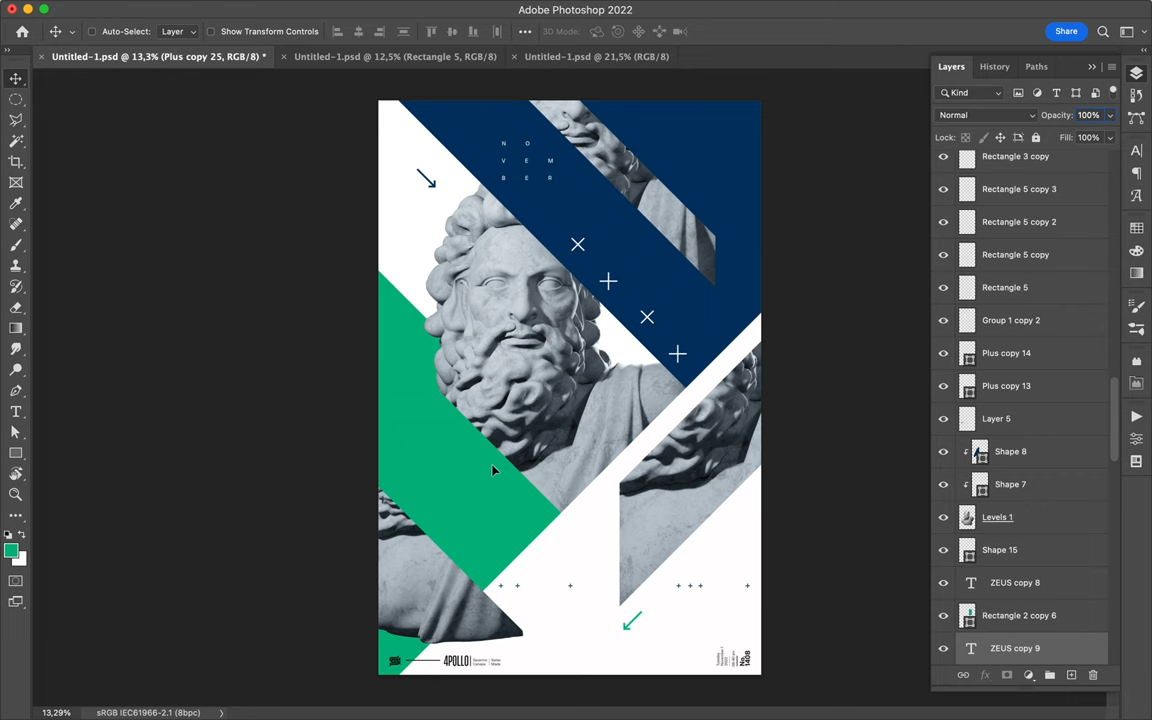 Adobe Photoshop 2022
Auto-Select: Layer Show Transform Controls ••• 3D Mode: Share
Untitled-1.psd @ 13,3% (Plus copy 25, RGB/8) *
Untitled-1.psd @ 12,5% (Rectangle 5, RGB/8)
Untitled-1.psd @ 21,5% (RGB/8)
Layers History Paths
Kind
Normal Opacity: 100%
Lock: Fill: 100%
Rectangle 3 copy
Rectangle 5 copy 3
Rectangle 5 copy 2
Rectangle 5 copy
Rectangle 5
Group 1 copy 2
Plus copy 14
Plus copy 13
Layer 5
Shape 8
Shape 7
Levels 1
Shape 15
ZEUS copy 8
Rectangle 2 copy 6
ZEUS copy 9
N O
V E M
B E R
4POLLO
No. 1408
13,29% sRGB IEC61966-2.1 (8bpc)